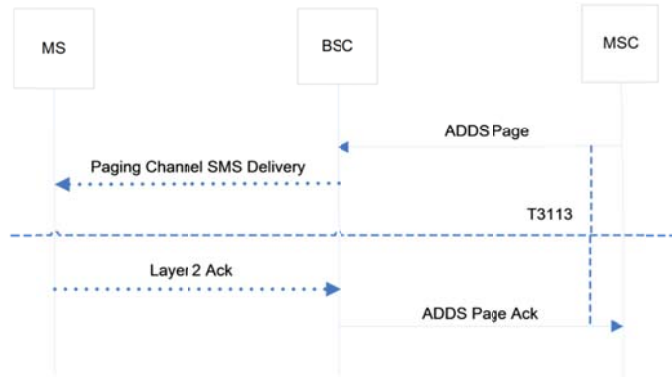 MS
BSC
MSC
ADDS Page
Paging Channel SMS Delivery
T3113
Layer 2 Ack
ADDS Page Ack